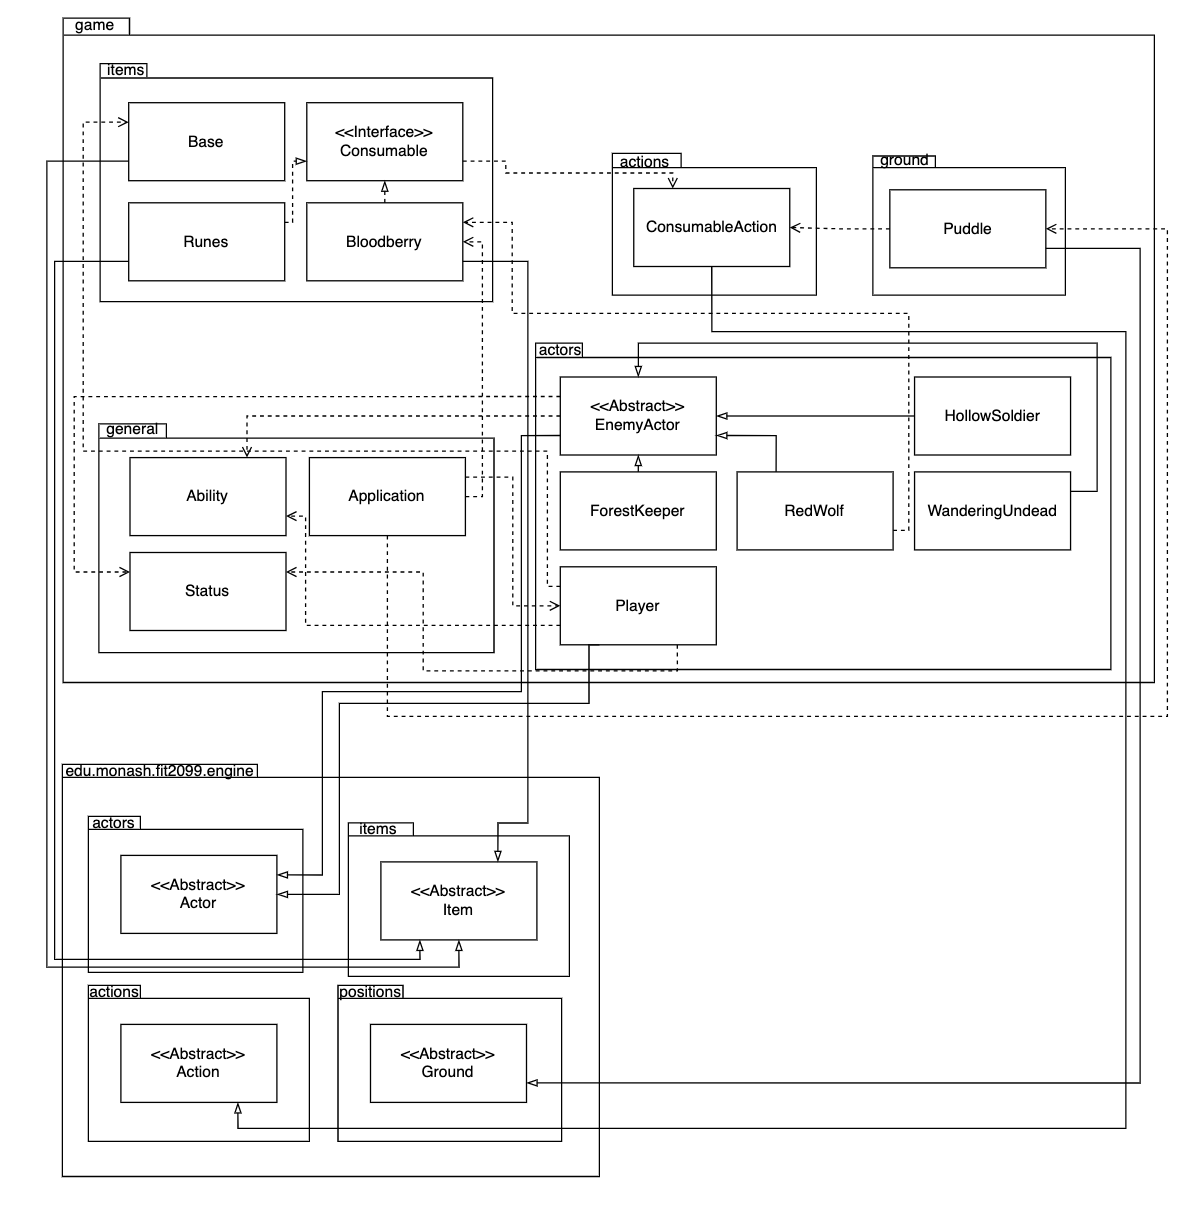 game
items
Base
<<Interface>>
Consumable
Runes
Bloodberry
actions
ConsumableAction
ground
Puddle
actors
<<Abstract>>
EnemyActor
HollowSoldier
ForestKeeper
RedWolf
WanderingUndead
Player
general
Ability
Application
Status
edu.monash.fit2099.engine
actors
<<Abstract>>
Actor
items
<<Abstract>>
Item
actions
<<Abstract>>
Action
positions
<<Abstract>>
Ground